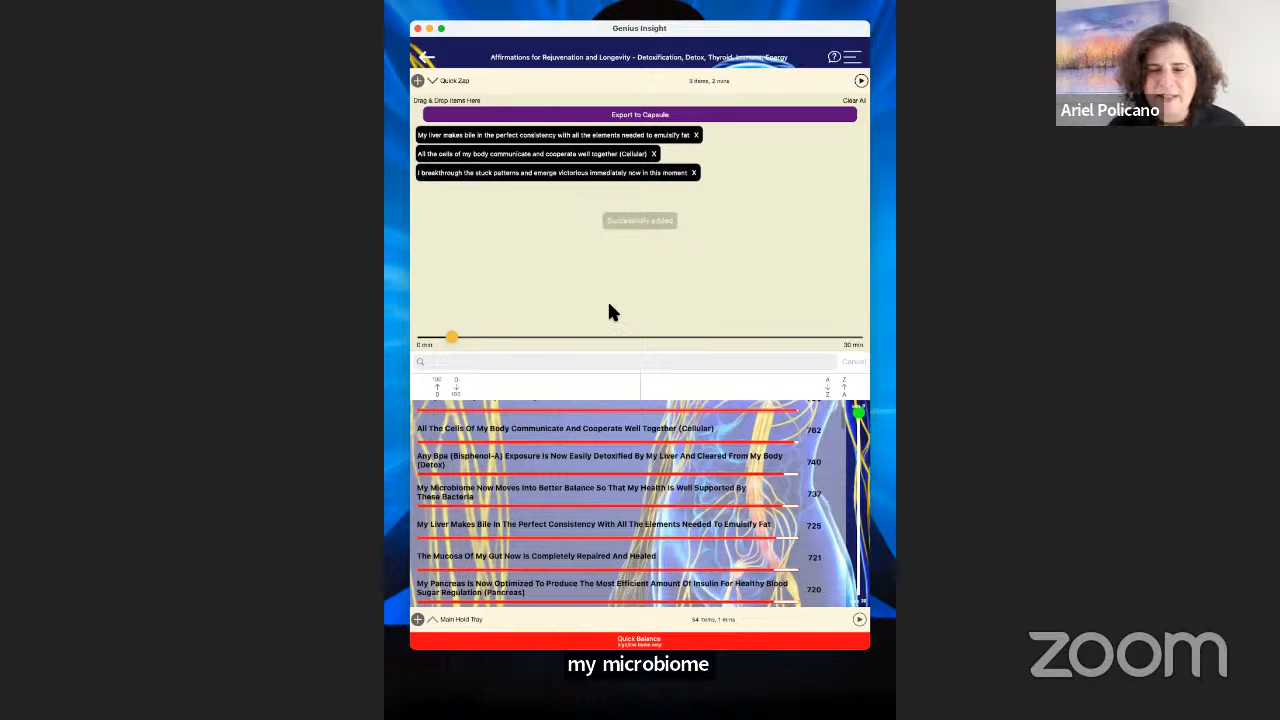 Genius Insight
Affirmations for Rejuvenation and Longevity - Detoxification, Detox, Thyroid, Immune, Energy
?
Quick Zap
3 items, 2 mins
Drag & Drop Items Here
Clear All
Export to Capsule
My liver makes bile in the perfect consistency with all the elements needed to emulsify fat X
All the cells of my body communicate and cooperate well together (Cellular) X
I breakthrough the stuck patterns and emerge victorious immediately now in this moment X
Successfully added
0 min
30 min
Cancel
100
0
0
100
A
Z
Z
A
All The Cells Of My Body Communicate And Cooperate Well Together (Cellular)
762
Any Bpa (Bisphenol-A) Exposure Is Now Easily Detoxified By My Liver And Cleared From My Body
(Detox)
740
My Microbiome Now Moves Into Better Balance So That My Health Is Well Supported By
These Bacteria
737
My Liver Makes Bile In The Perfect Consistency With All The Elements Needed To Emulsify Fat
725
The Mucosa Of My Gut Now Is Completely Repaired And Healed
721
My Pancreas Is Now Optimized To Produce The Most Efficient Amount Of Insulin For Healthy Blood
Sugar Regulation (Pancreas)
720
Main Hold Tray
54 items, 1 mins
Quick Balance
my microbiome
Ariel Policano
zoom